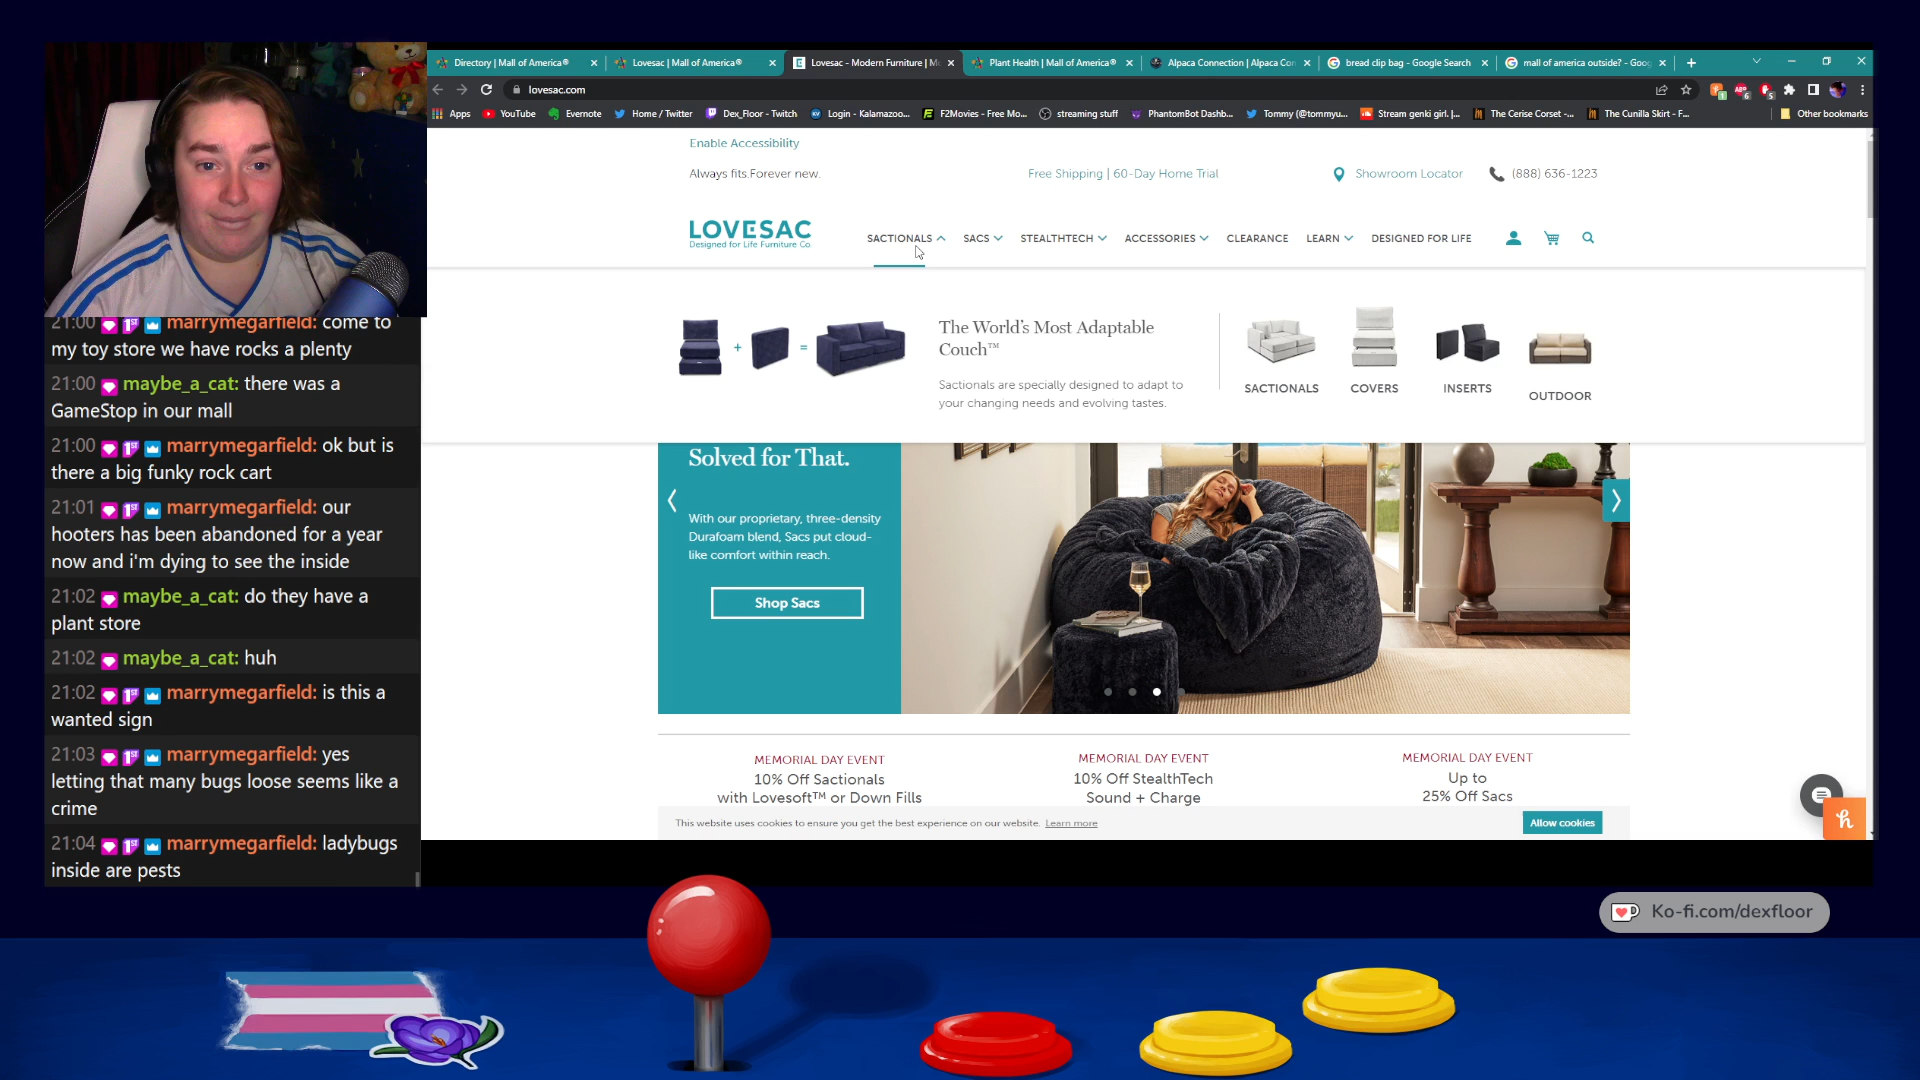 Directory | Mall of America®
Lovesac | Mall of America®
Lovesac - Modern Furniture | M
Plant Health | Mall of America®
Alpaca Connection | Alpaca Con
bread clip bag - Google Search
mall of america outside? - Goog
lovesac.com
Apps
YouTube
Evernote
Home / Twitter
Dex_Floor - Twitch
Login - Kalamazoo...
F2Movies - Free Mo...
streaming stuff
PhantomBot Dashb...
Tommy (@tommyu...
Stream genki girl. |...
The Cerise Corset -...
The Cunilla Skirt - F...
Other bookmarks
Enable Accessibility
Always fits.Forever new.
Free Shipping | 60-Day Home Trial
Showroom Locator
(888) 636-1223
LOVESAC
Designed for Life Furniture Co.
SACTIONALS
SACS
STEALTHTECH
ACCESSORIES
CLEARANCE
LEARN
DESIGNED FOR LIFE
+
=
The World's Most Adaptable
Couch™
Sactionals are specially designed to adapt to
your changing needs and evolving tastes.
SACTIONALS
COVERS
INSERTS
OUTDOOR
Solved for That.
With our proprietary, three-density
Durafoam blend, Sacs put cloud-
like comfort within reach.
Shop Sacs
MEMORIAL DAY EVENT
10% Off Sactionals
with Lovesoft™ or Down Fills
MEMORIAL DAY EVENT
10% Off StealthTech
Sound + Charge
MEMORIAL DAY EVENT
Up to
25% Off Sacs
This website uses cookies to ensure you get the best experience on our website. Learn more
Allow cookies
21:00 1ST marrymegarfield: come to
my toy store we have rocks a plenty
21:00 maybe_a_cat: there was a
GameStop in our mall
21:00 1ST marrymegarfield: ok but is
there a big funky rock cart
21:01 1ST marrymegarfield: our
hooters has been abandoned for a year
now and i'm dying to see the inside
21:02 maybe_a_cat: do they have a
plant store
21:02 maybe_a_cat: huh
21:02 1ST marrymegarfield: is this a
wanted sign
21:03 1ST marrymegarfield: yes
letting that many bugs loose seems like a
crime
21:04 1ST marrymegarfield: ladybugs
inside are pests
Ko-fi.com/dexfloor